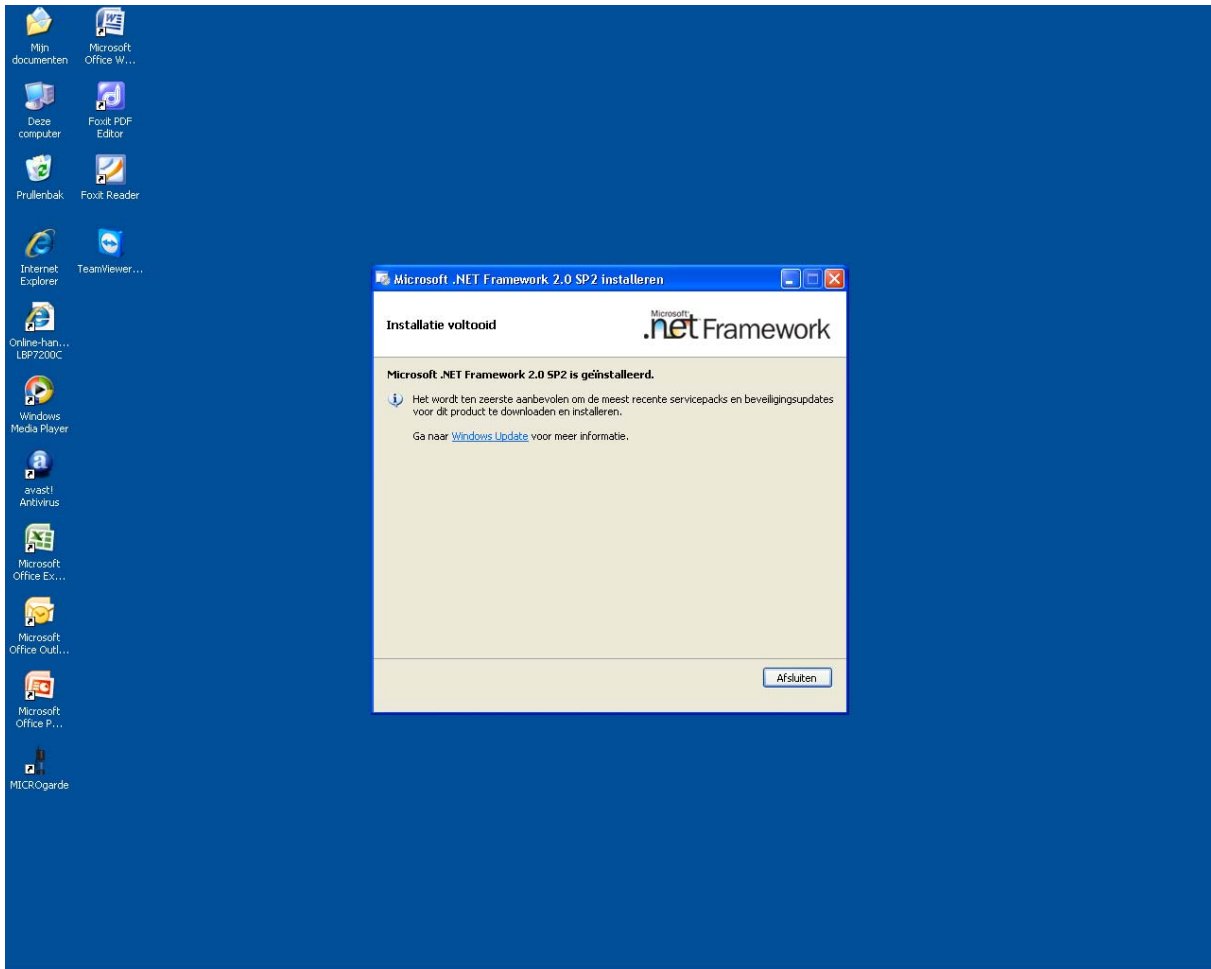 Mijn
documenten
Microsoft
Office W...
Deze
computer
Foxit PDF
Editor
Prullenbak
Foxit Reader
Internet
Explorer
TeamViewer...
Online-han...
LBP7200C
Windows
Media Player
avast!
Antivirus
Microsoft
Office Ex...
Microsoft
Office Outl...
Microsoft
Office P...
MICROgarde
Microsoft .NET Framework 2.0 SP2 installeren
Installatie voltooid
Microsoft
.net Framework
Microsoft .NET Framework 2.0 SP2 is geïnstalleerd.
Het wordt ten zeerste aanbevolen om de meest recente servicepacks en beveiligingsupdates
voor dit product te downloaden en installeren.
Ga naar Windows Update voor meer informatie.
Afsluiten